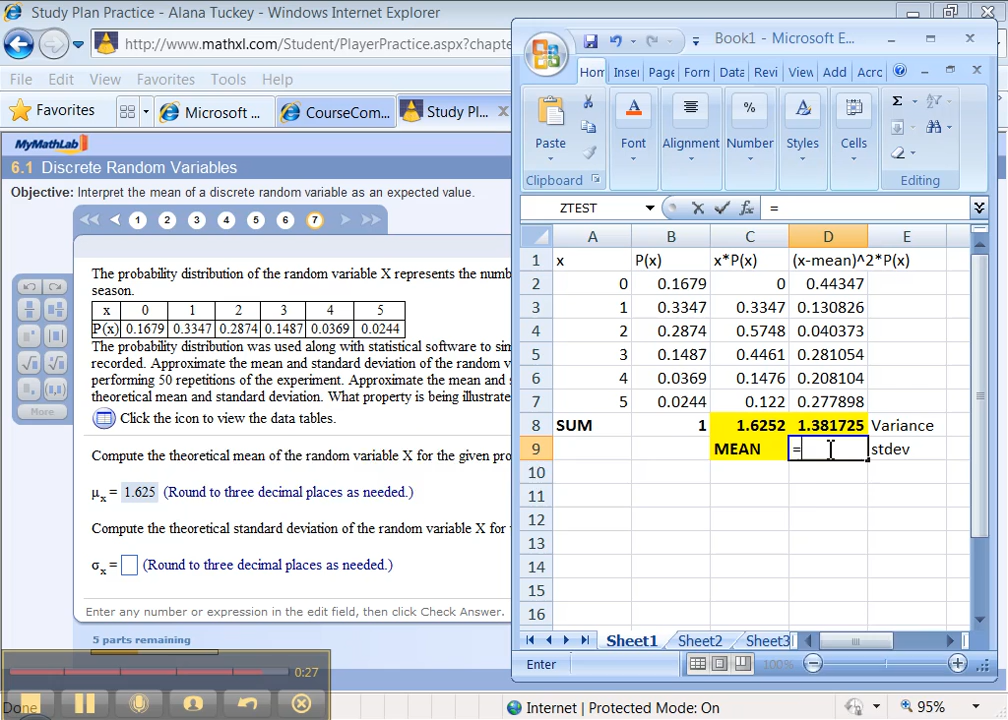 Study Plan Practice - Alana Tuckey - Windows Internet Explorer
http://www.mathxl.com/Student/PlayerPractice.aspx?chapte
File Edit View Favorites Tools Help
Favorites
Microsoft ...
CourseCom...
Study Pl...
MyMathLab
6.1 Discrete Random Variables
Objective: Interpret the mean of a discrete random variable as an expected value.
1 2 3 4 5 6 7
The probability distribution of the random variable X represents the numb
season.
x 0 1 2 3 4 5
P(x) 0.1679 0.3347 0.2874 0.1487 0.0369 0.0244
The probability distribution was used along with statistical software to sim
recorded. Approximate the mean and standard deviation of the random v
performing 50 repetitions of the experiment. Approximate the mean and s
theoretical mean and standard deviation. What property is being illustrate
Click the icon to view the data tables.
Compute the theoretical mean of the random variable X for the given pro
μx = 1.625 (Round to three decimal places as needed.)
Compute the theoretical standard deviation of the random variable X for
σx = (Round to three decimal places as needed.)
Enter any number or expression in the edit field, then click Check Answer.
5 parts remaining
More
0:27
Done
Internet | Protected Mode: On
95%
Book1 - Microsoft E...
Hom Inser Page Forn Data Revi View Add Acrc
Paste
Font
Alignment
Number
Styles
Cells
Clipboard
Editing
ZTEST
fx =
A B C D E
1 x P(x) x*P(x) (x-mean)^2*P(x)
2 0 0.1679 0 0.44347
3 1 0.3347 0.3347 0.130826
4 2 0.2874 0.5748 0.040373
5 3 0.1487 0.4461 0.281054
6 4 0.0369 0.1476 0.208104
7 5 0.0244 0.122 0.277898
8 SUM 1 1.6252 1.381725 Variance
9 MEAN = stdev
10
11
12
13
14
15
16
Sheet1 Sheet2 Sheet3
Enter
100%